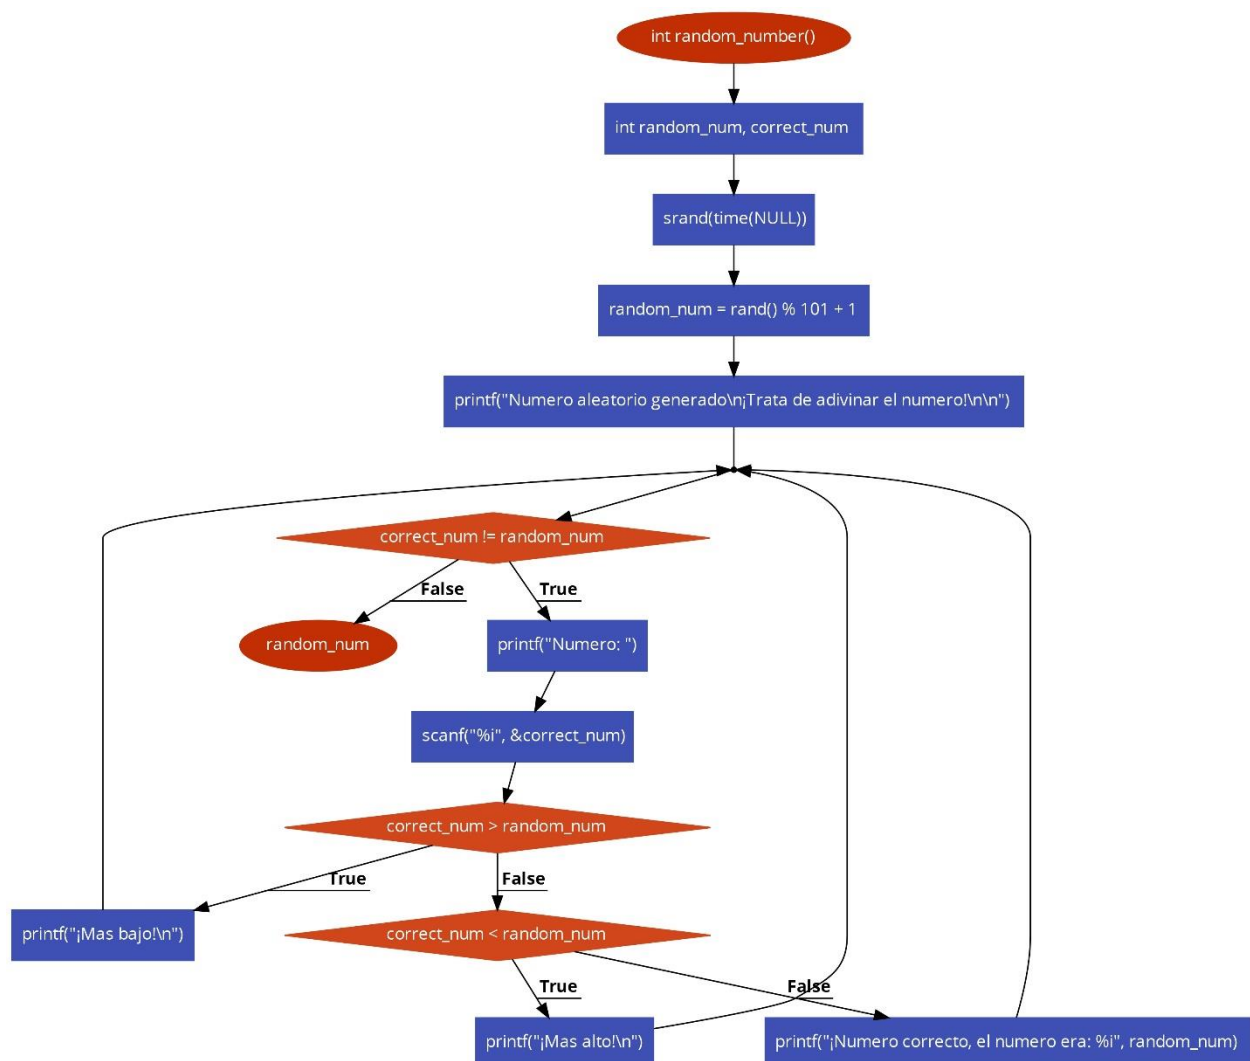 int random_number()
int random_num, correct_num
srand(time(NULL))
random_num = rand() % 101 + 1
printf("Numero aleatorio generado\n¡Trata de adivinar el numero!\n\n")
correct_num != random_num
False
True
random_num
printf("Numero: ")
scanf("%i", &correct_num)
correct_num > random_num
True
False
printf("¡Mas bajo!\n")
correct_num < random_num
True
False
printf("¡Mas alto!\n")
printf("¡Numero correcto, el numero era: %i", random_num)